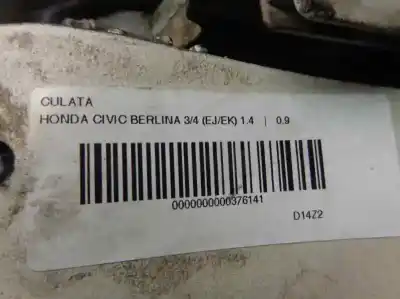 CULATA
HONDA CIVIC BERLINA 3/4 (EJ/EK) 1.4 | 0.9
0000000000376141
D14Z2